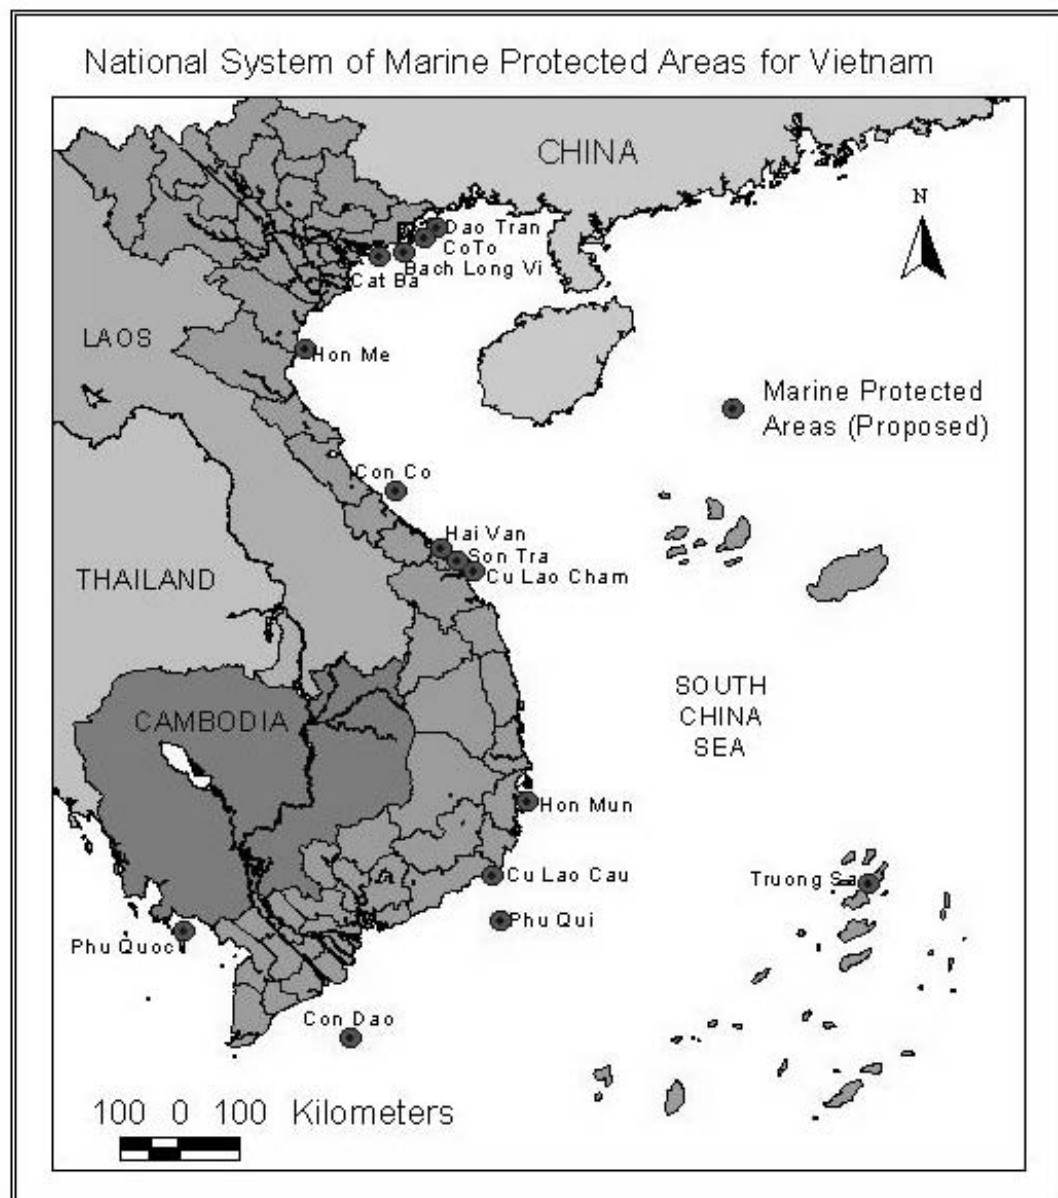 National System of Marine Protected Areas for Vietnam
CHINA
N
Dao Tran
CoTo
Bach Long Vi
Cat Ba
LAOS
Hon Me
Marine Protected
Areas (Proposed)
Con Co
Hai Van
Son Tra
Cu Lao Cham
THAILAND
SOUTH
CHINA
SEA
CAMBODIA
Hon Mun
Cu Lao Cau
Truong Sa
Phu Qui
Phu Quoc
Con Dao
100 0 100 Kilometers